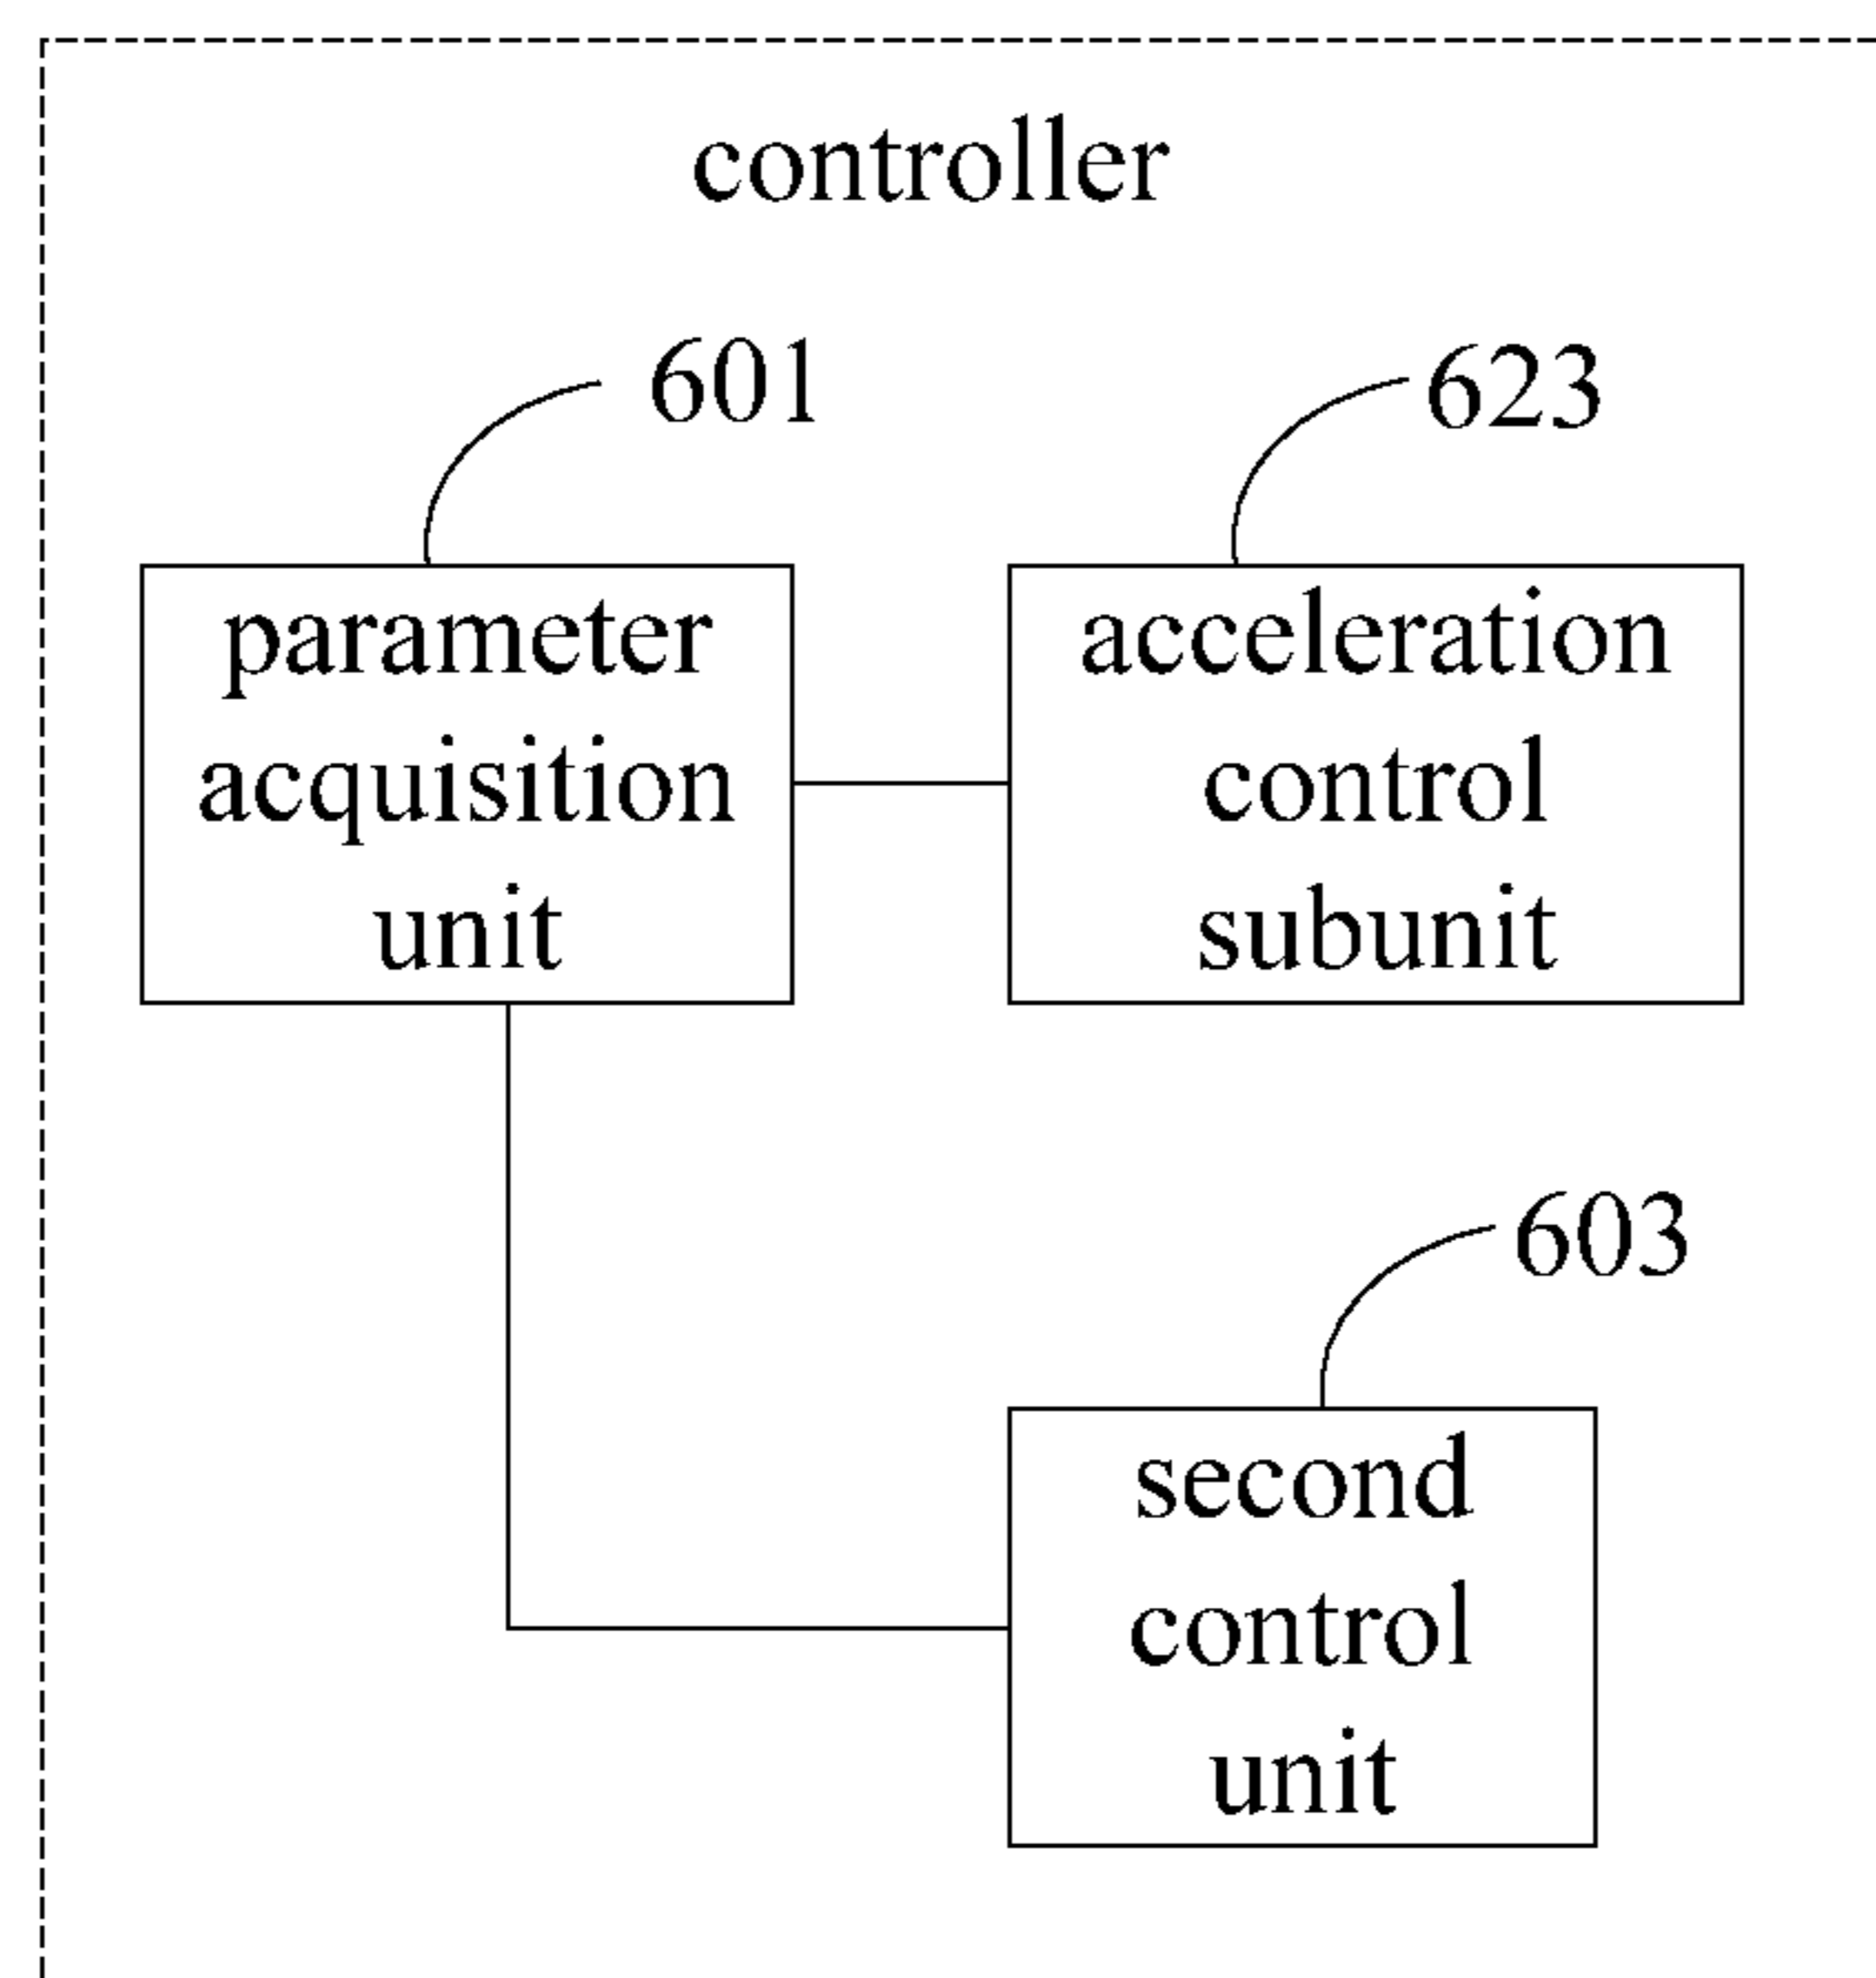 controller
601
623
parameter
acquisition
unit
acceleration
control
subunit
603
second
control
unit